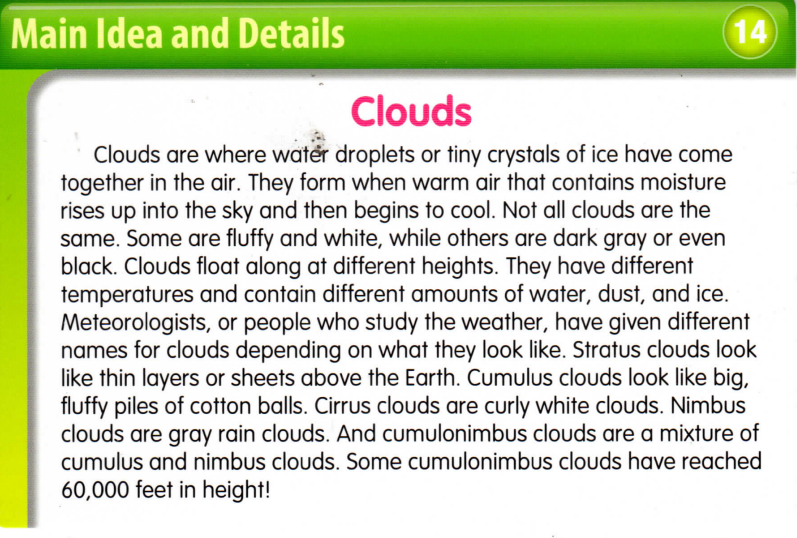 Main Idea and Details
14
Clouds
Clouds are where water droplets or tiny crystals of ice have come
together in the air. They form when warm air that contains moisture
rises up into the sky and then begins to cool. Not all clouds are the
same. Some are fluffy and white, while others are dark gray or even
black. Clouds float along at different heights. They have different
temperatures and contain different amounts of water, dust, and ice.
Meteorologists, or people who study the weather, have given different
names for clouds depending on what they look like. Stratus clouds look
like thin layers or sheets above the Earth. Cumulus clouds look like big,
fluffy piles of cotton balls. Cirrus clouds are curly white clouds. Nimbus
clouds are gray rain clouds. And cumulonimbus clouds are a mixture of
cumulus and nimbus clouds. Some cumulonimbus clouds have reached
60,000 feet in height!